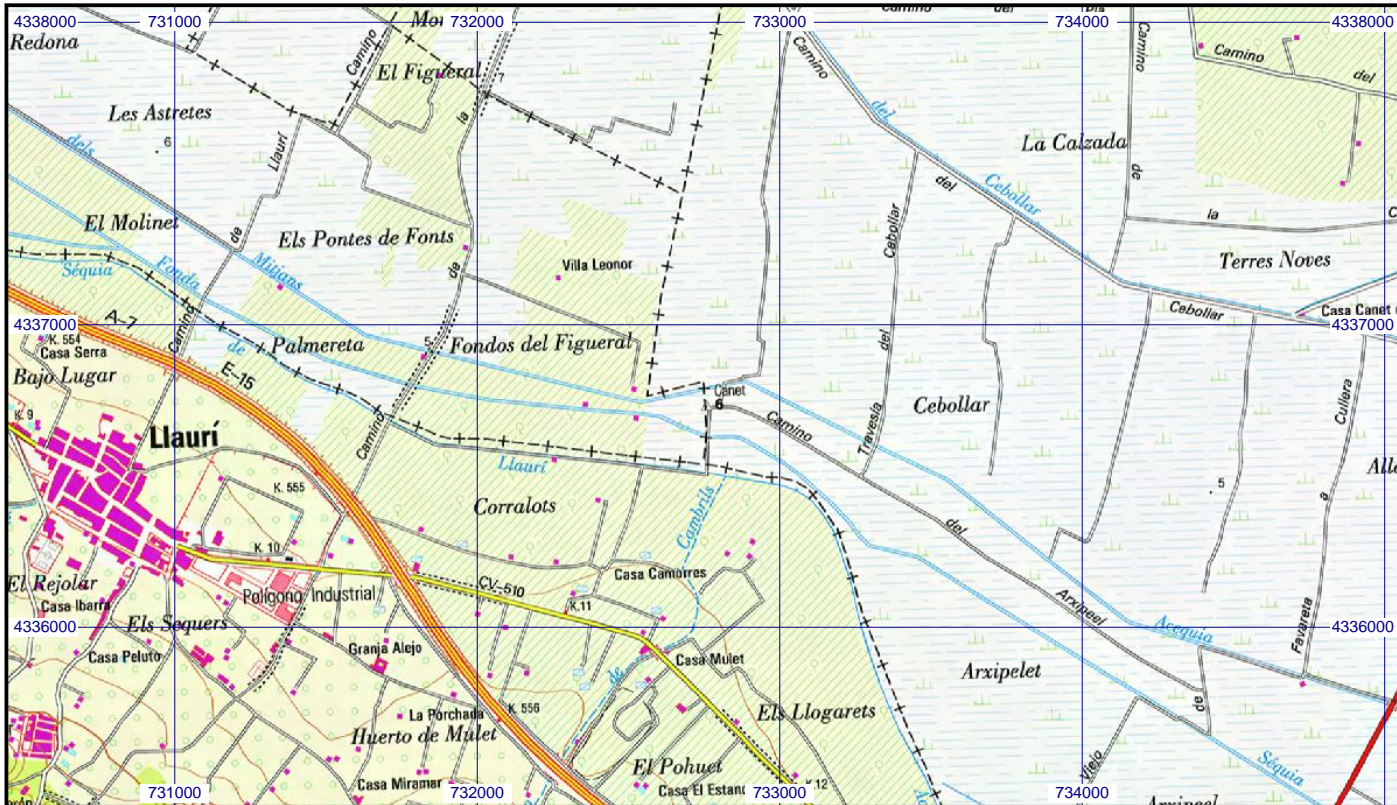 4338000
731000
732000
733000
734000
4338000
Redona
Camino
El Figueral
7
Camino
Camino
Camino
del
Les Astretes
6
dels
Llaurí
la
del
La Calzada
de
del
Cebollar
El Molinet
de
Els Pontes de Fonts
de
Villa Leonor
Cebollar
la
Terres Noves
Séquia
Fonda
Mitjans
Cebollar
Casa Canet
4337000
4337000
A-7
Camino
de
Palmereta
5
Fondos del Figueral
del
K. 554
Casa Serra
Bajo Lugar
E-15
Canet
6
Cebollar
Cullera
K. 9
Llaurí
Camino
Camino
Travesía
Llaurí
K. 555
Corralots
Cambrils
5
a
del
K. 10
El Rejolar
Casa Ibarra
Polígono Industrial
CV-510
Casa Camorres
K.11
Arxipeel
Favareta
4336000
4336000
Els Sequers
Acequia
Casa Peluto
Granja Alejo
Casa Mulet
de
Arxipelet
de
La Porchada
K. 556
Huerto de Mulet
Els Llogarets
El Pohuet
Viejo
Séquia
Casa Miramar
Casa El Estanc
K.12
731000
732000
733000
734000
Arxipeel